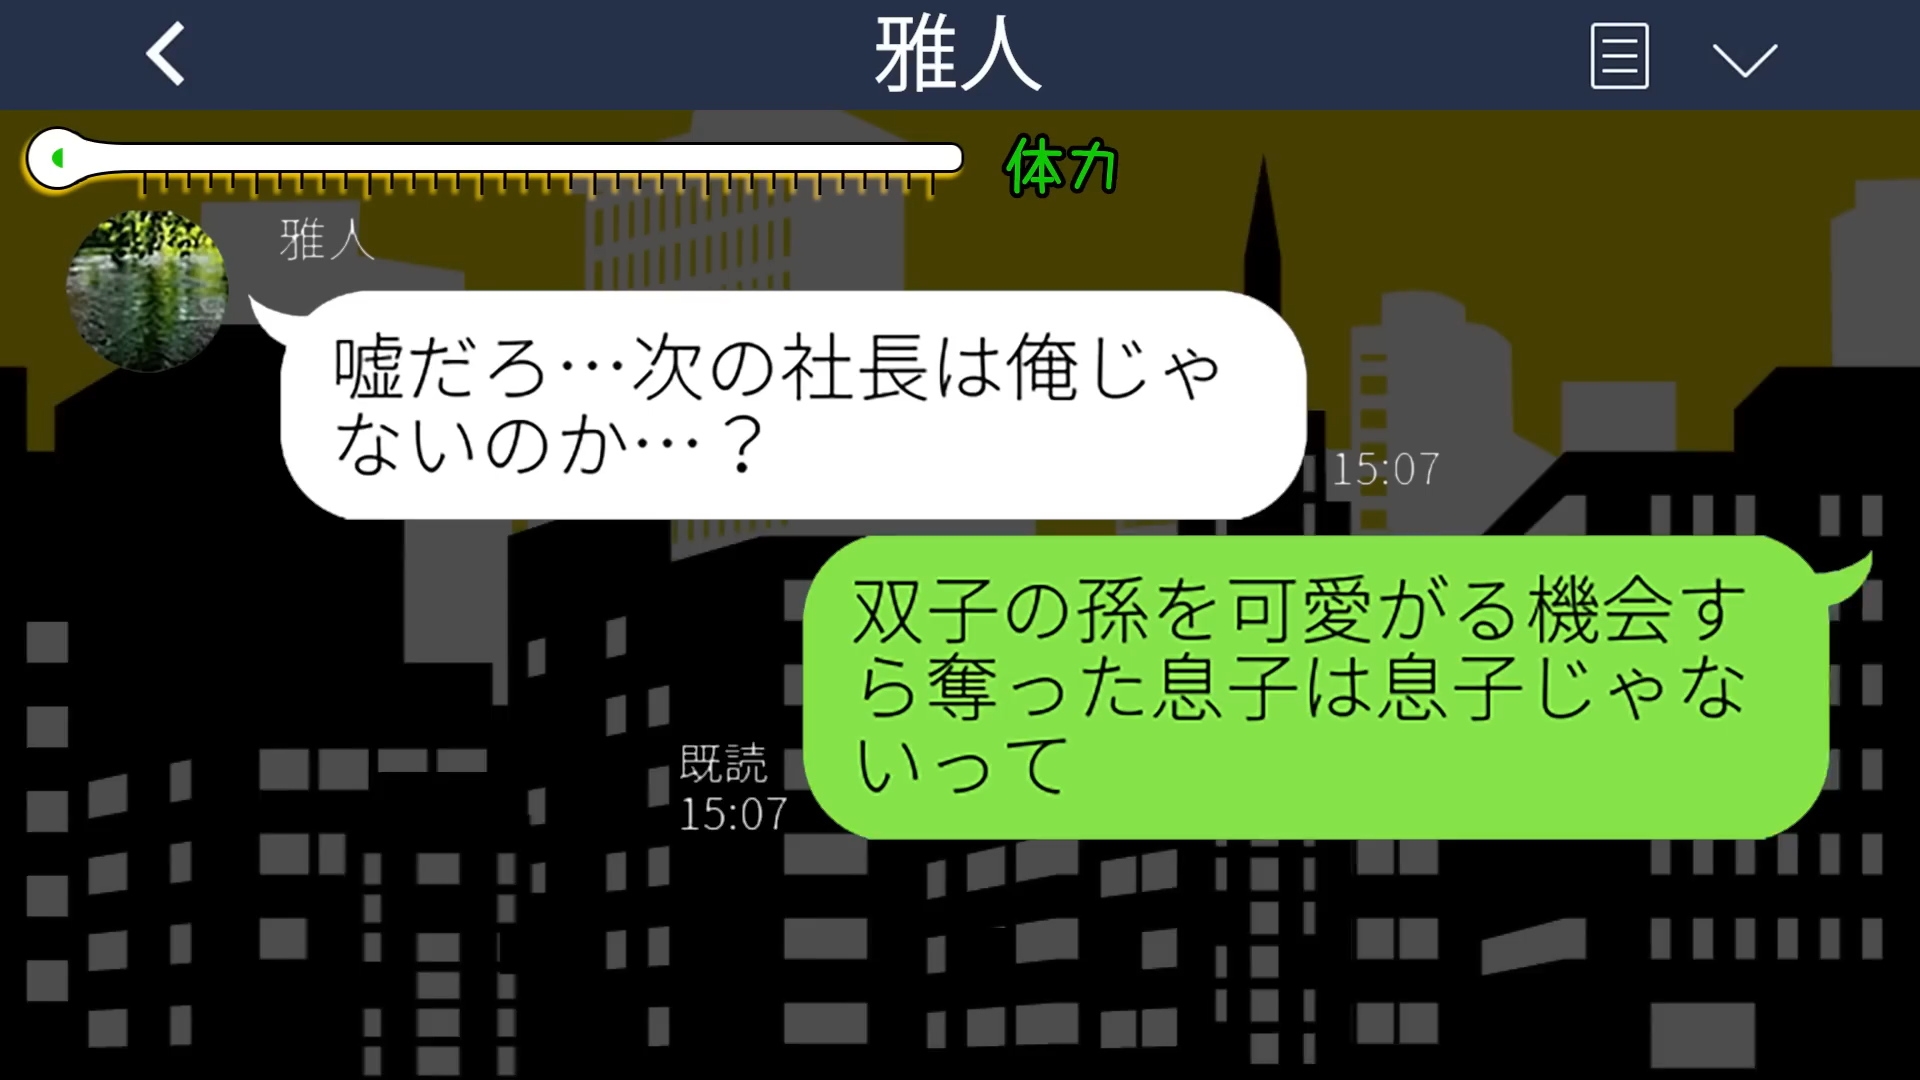 雅人
体力
雅人
嘘だろ…次の社長は俺じゃ
ないのか…？
15:07
双子の孫を可愛がる機会す
ら奪った息子は息子じゃな
いって
既読
15:07